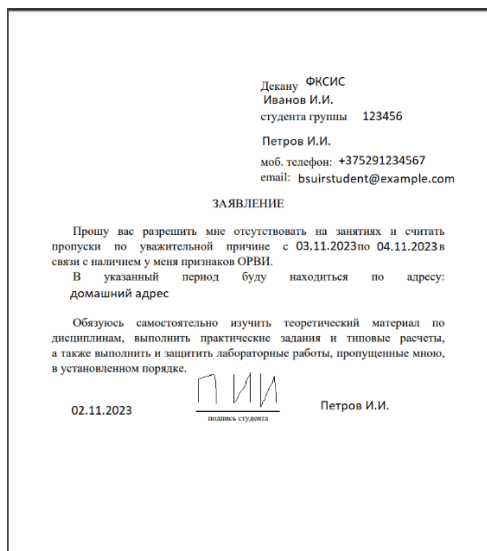 Декану ФКСИС
Иванов И.И.
студента группы 123456
Петров И.И.
моб. телефон: +375291234567
email: bsuirstudent@example.com
ЗАЯВЛЕНИЕ
Прошу вас разрешить мне отсутствовать на занятиях и считать
пропуски по уважительной причине с 03.11.2023 по 04.11.2023 в
связи с наличием у меня признаков ОРВИ.
В указанный период буду находиться по адресу:
домашний адрес
Обязуюсь самостоятельно изучить теоретический материал по
дисциплинам, выполнить практические задания и типовые расчеты,
а также выполнить и защитить лабораторные работы, пропущенные мною,
в установленном порядке.
02.11.2023 ПИИ Петров И.И.
подпись студента